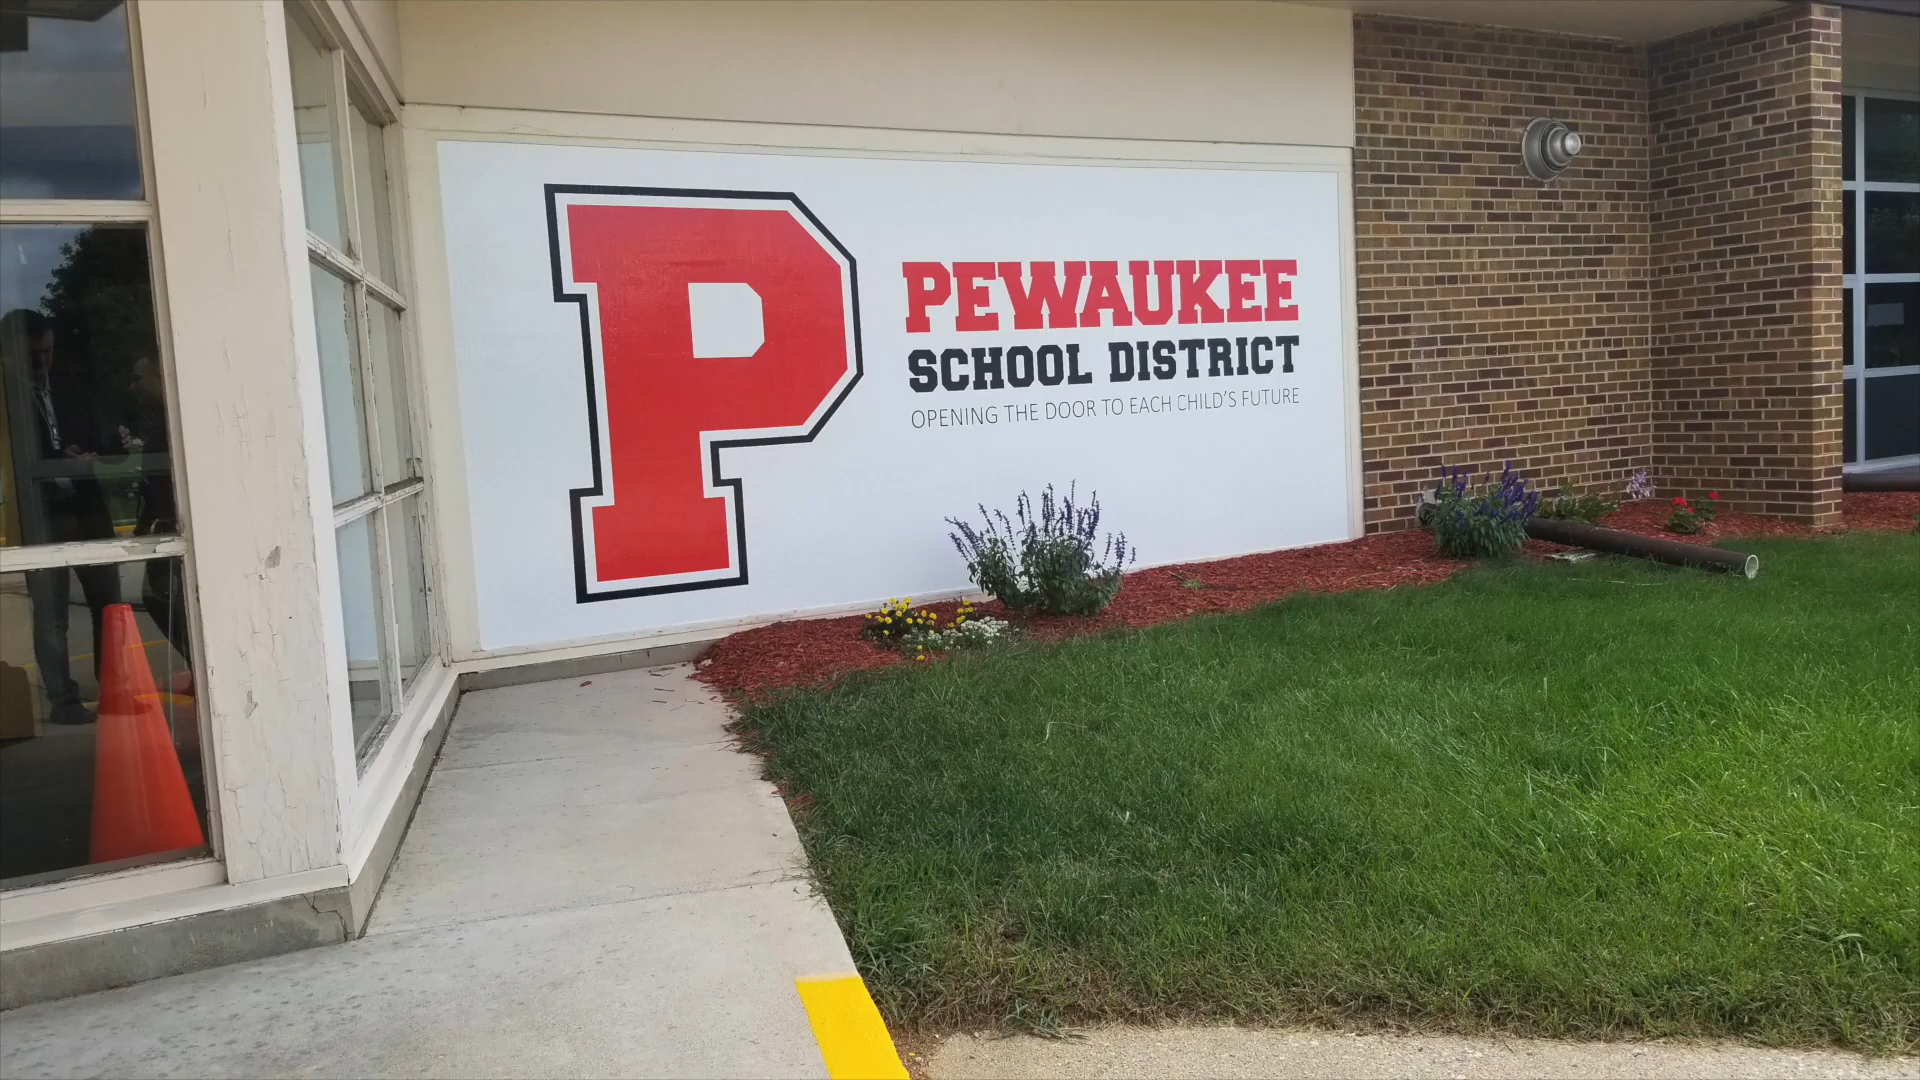 P
PEWAUKEE
SCHOOL DISTRICT
OPENING THE DOOR TO EACH CHILD'S FUTURE